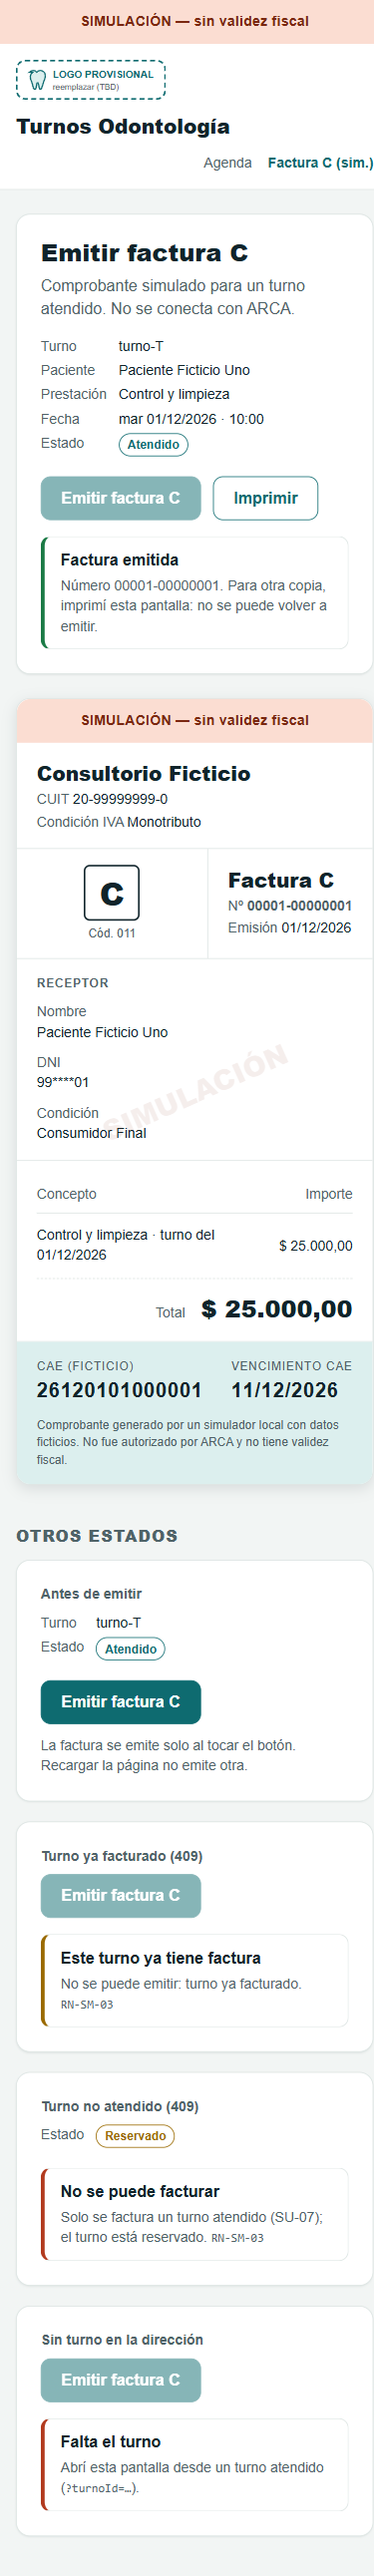 SIMULACIÓN — sin validez fiscal
LOGO PROVISIONAL
reemplazar (TBD)
Turnos Odontología
Agenda Factura C (sim.)
Emitir factura C
Comprobante simulado para un turno
atendido. No se conecta con ARCA.
Turno turno-T
Paciente Paciente Ficticio Uno
Prestación Control y limpieza
Fecha mar 01/12/2026 · 10:00
Estado Atendido
Emitir factura C Imprimir
Factura emitida
Número 00001-00000001. Para otra copia,
imprimí esta pantalla: no se puede volver a
emitir.
SIMULACIÓN — sin validez fiscal
Consultorio Ficticio
CUIT 20-99999999-0
Condición IVA Monotributo
C
Cód. 011
Factura C
Nº 00001-00000001
Emisión 01/12/2026
RECEPTOR
Nombre
Paciente Ficticio Uno
DNI
99****01
Condición
Consumidor Final
SIMULACIÓN
Concepto Importe
Control y limpieza · turno del
01/12/2026
$ 25.000,00
Total $ 25.000,00
CAE (FICTICIO) VENCIMIENTO CAE
26120101000001 11/12/2026
Comprobante generado por un simulador local con datos
ficticios. No fue autorizado por ARCA y no tiene validez
fiscal.
OTROS ESTADOS
Antes de emitir
Turno turno-T
Estado Atendido
Emitir factura C
La factura se emite solo al tocar el botón.
Recargar la página no emite otra.
Turno ya facturado (409)
Emitir factura C
Este turno ya tiene factura
No se puede emitir: turno ya facturado.
RN-SM-03
Turno no atendido (409)
Estado Reservado
No se puede facturar
Solo se factura un turno atendido (SU-07);
el turno está reservado. RN-SM-03
Sin turno en la dirección
Emitir factura C
Falta el turno
Abrí esta pantalla desde un turno atendido
(?turnoId=…).